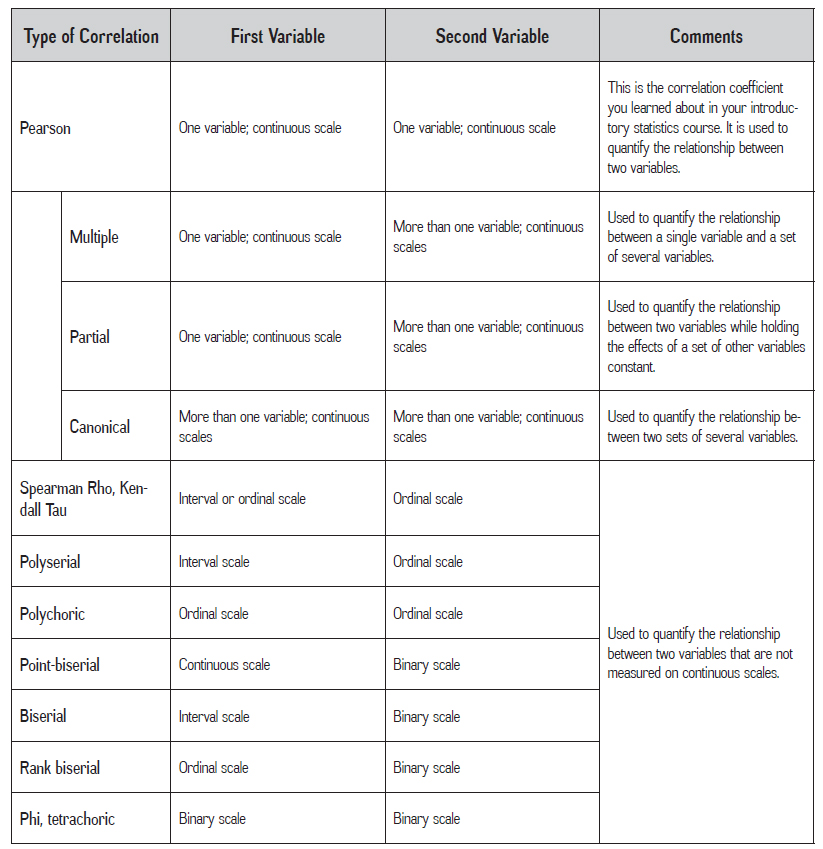 Type of Correlation First Variable Second Variable Comments
Pearson One variable; continuous scale One variable; continuous scale
This is the correlation coefficient
you learned about in your introduc-
tory statistics course. It is used to
quantify the relationship between
two variables.
Multiple One variable; continuous scale
More than one variable; continuous
scales
Used to quantify the relationship
between a single variable and a set
of several variables.
Partial One variable; continuous scale
More than one variable; continuous
scales
Used to quantify the relationship
between two variables while holding
the effects of a set of other variables
constant.
Canonical
More than one variable; continuous
scales
More than one variable; continuous
scales
Used to quantify the relationship be-
tween two sets of several variables.
Spearman Rho, Ken-
dall Tau
Interval or ordinal scale Ordinal scale
Polyserial Interval scale Ordinal scale
Polychoric Ordinal scale Ordinal scale
Point-biserial Continuous scale Binary scale
Biserial Interval scale Binary scale
Rank biserial Ordinal scale Binary scale
Phi, tetrachoric Binary scale Binary scale
Used to quantify the relationship
between two variables that are not
measured on continuous scales.